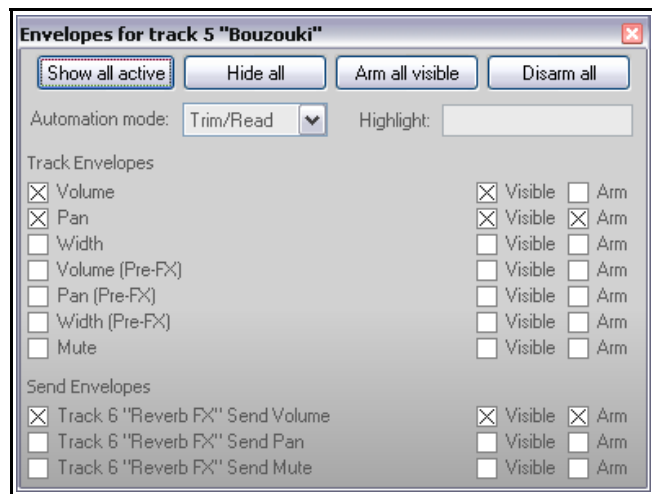 Envelopes for track 5 "Bouzouki"
Show all active Hide all Arm all visible Disarm all
Automation mode: Trim/Read Highlight:
Track Envelopes
Volume Visible Arm
Pan Visible Arm
Width Visible Arm
Volume (Pre-FX) Visible Arm
Pan (Pre-FX) Visible Arm
Width (Pre-FX) Visible Arm
Mute Visible Arm
Send Envelopes
Track 6 "Reverb FX" Send Volume Visible Arm
Track 6 "Reverb FX" Send Pan Visible Arm
Track 6 "Reverb FX" Send Mute Visible Arm